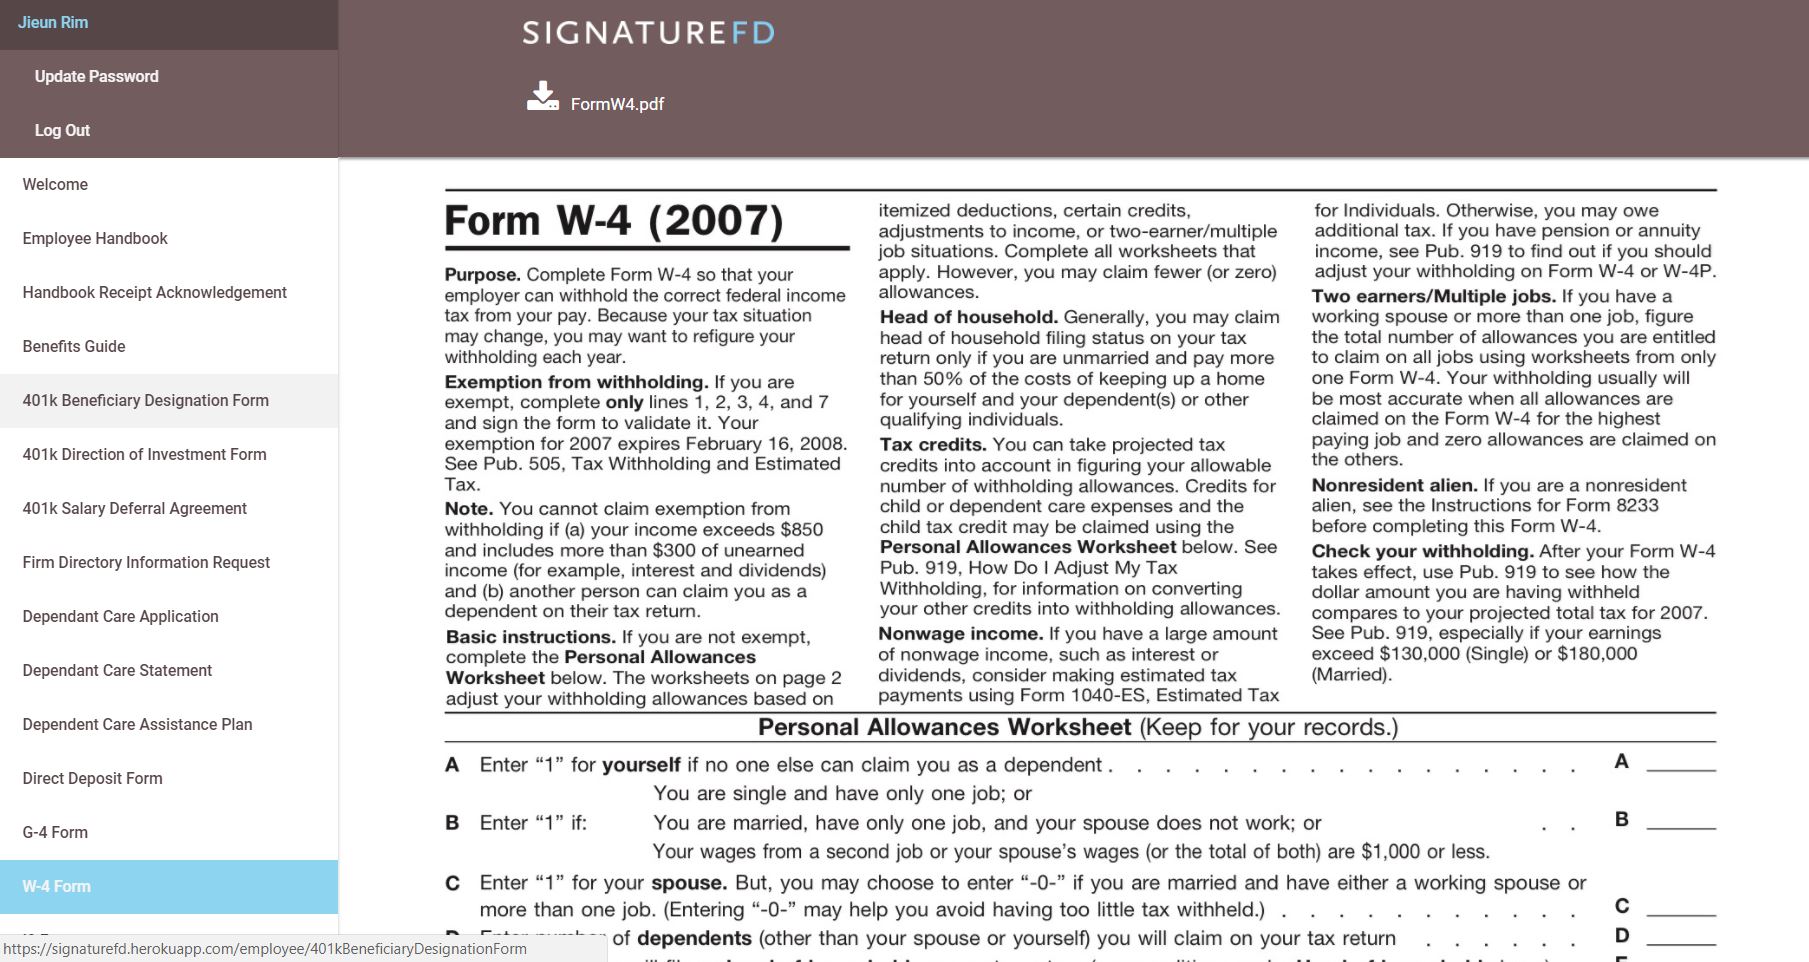 Jieun Rim
Update Password
Log Out
Welcome
Employee Handbook
Handbook Receipt Acknowledgement
Benefits Guide
401k Beneficiary Designation Form
401k Direction of Investment Form
401k Salary Deferral Agreement
Firm Directory Information Request
Dependant Care Application
Dependant Care Statement
Dependent Care Assistance Plan
Direct Deposit Form
G-4 Form
W-4 Form
https://signaturefd.herokuapp.com/employee/401kBeneficiaryDesignationForm
SIGNATUREFD
FormW4.pdf
Form W-4 (2007)
Purpose. Complete Form W-4 so that your
employer can withhold the correct federal income
tax from your pay. Because your tax situation
may change, you may want to refigure your
withholding each year.
Exemption from withholding. If you are
exempt, complete only lines 1, 2, 3, 4, and 7
and sign the form to validate it. Your
exemption for 2007 expires February 16, 2008.
See Pub. 505, Tax Withholding and Estimated
Tax.
Note. You cannot claim exemption from
withholding if (a) your income exceeds $850
and includes more than $300 of unearned
income (for example, interest and dividends)
and (b) another person can claim you as a
dependent on their tax return.
Basic instructions. If you are not exempt,
complete the Personal Allowances
Worksheet below. The worksheets on page 2
adjust your withholding allowances based on
itemized deductions, certain credits,
adjustments to income, or two-earner/multiple
job situations. Complete all worksheets that
apply. However, you may claim fewer (or zero)
allowances.
Head of household. Generally, you may claim
head of household filing status on your tax
return only if you are unmarried and pay more
than 50% of the costs of keeping up a home
for yourself and your dependent(s) or other
qualifying individuals.
Tax credits. You can take projected tax
credits into account in figuring your allowable
number of withholding allowances. Credits for
child or dependent care expenses and the
child tax credit may be claimed using the
Personal Allowances Worksheet below. See
Pub. 919, How Do I Adjust My Tax
Withholding, for information on converting
your other credits into withholding allowances.
Nonwage income. If you have a large amount
of nonwage income, such as interest or
dividends, consider making estimated tax
payments using Form 1040-ES, Estimated Tax
for Individuals. Otherwise, you may owe
additional tax. If you have pension or annuity
income, see Pub. 919 to find out if you should
adjust your withholding on Form W-4 or W-4P.
Two earners/Multiple jobs. If you have a
working spouse or more than one job, figure
the total number of allowances you are entitled
to claim on all jobs using worksheets from only
one Form W-4. Your withholding usually will
be most accurate when all allowances are
claimed on the Form W-4 for the highest
paying job and zero allowances are claimed on
the others.
Nonresident alien. If you are a nonresident
alien, see the Instructions for Form 8233
before completing this Form W-4.
Check your withholding. After your Form W-4
takes effect, use Pub. 919 to see how the
dollar amount you are having withheld
compares to your projected total tax for 2007.
See Pub. 919, especially if your earnings
exceed $130,000 (Single) or $180,000
(Married).
Personal Allowances Worksheet (Keep for your records.)
A Enter “1” for yourself if no one else can claim you as a dependent . . . . . . . . . . . . . . . . . A
You are single and have only one job; or
B Enter “1” if: You are married, have only one job, and your spouse does not work; or . . B
Your wages from a second job or your spouse’s wages (or the total of both) are $1,000 or less.
C Enter “1” for your spouse. But, you may choose to enter “-0-” if you are married and have either a working spouse or
more than one job. (Entering “-0-” may help you avoid having too little tax withheld.) . . . . . . . . . . . C
of dependents (other than your spouse or yourself) you will claim on your tax return . . . . . . D